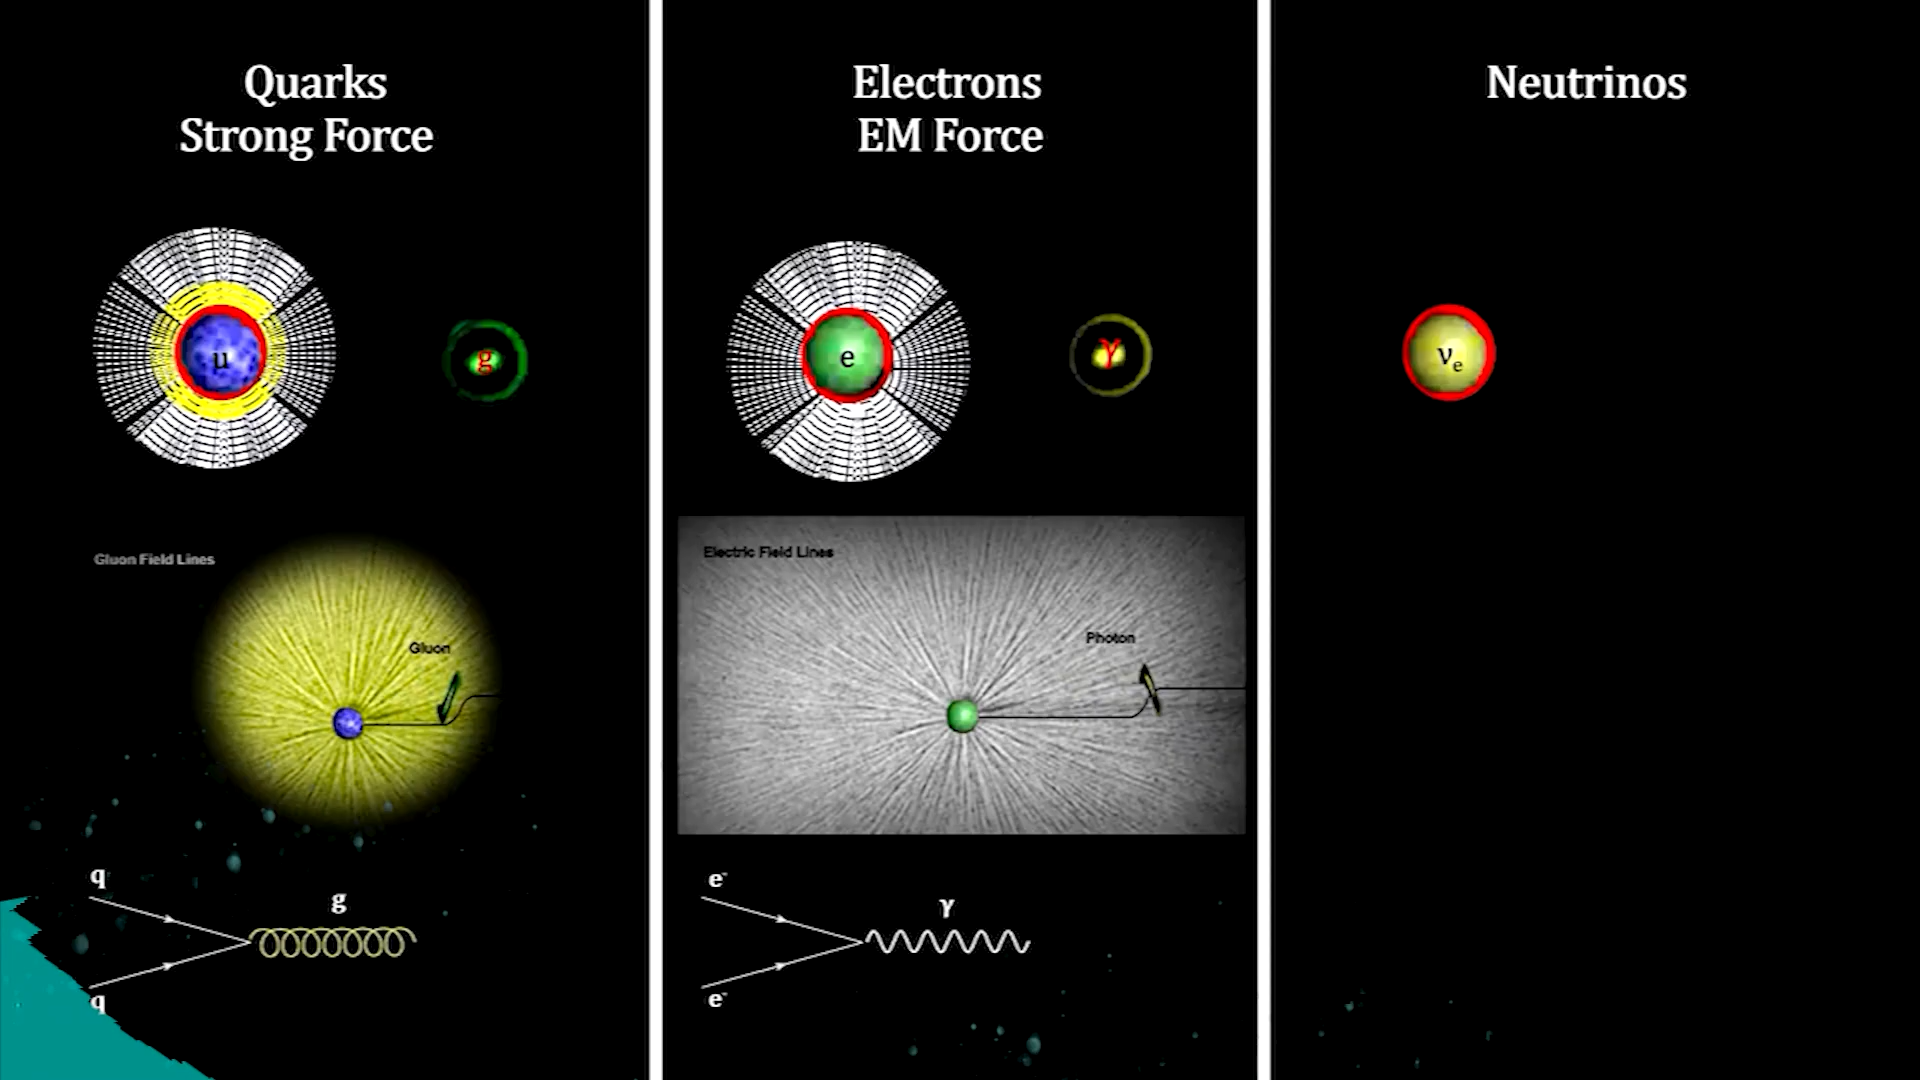 Quarks
Strong Force
μ
g
Gluon Field Lines
Gluon
q
g
q
Electrons
EM Force
e
γ
Electric Field Lines
Photon
e⁻
γ
e⁻
Neutrinos
νₑ